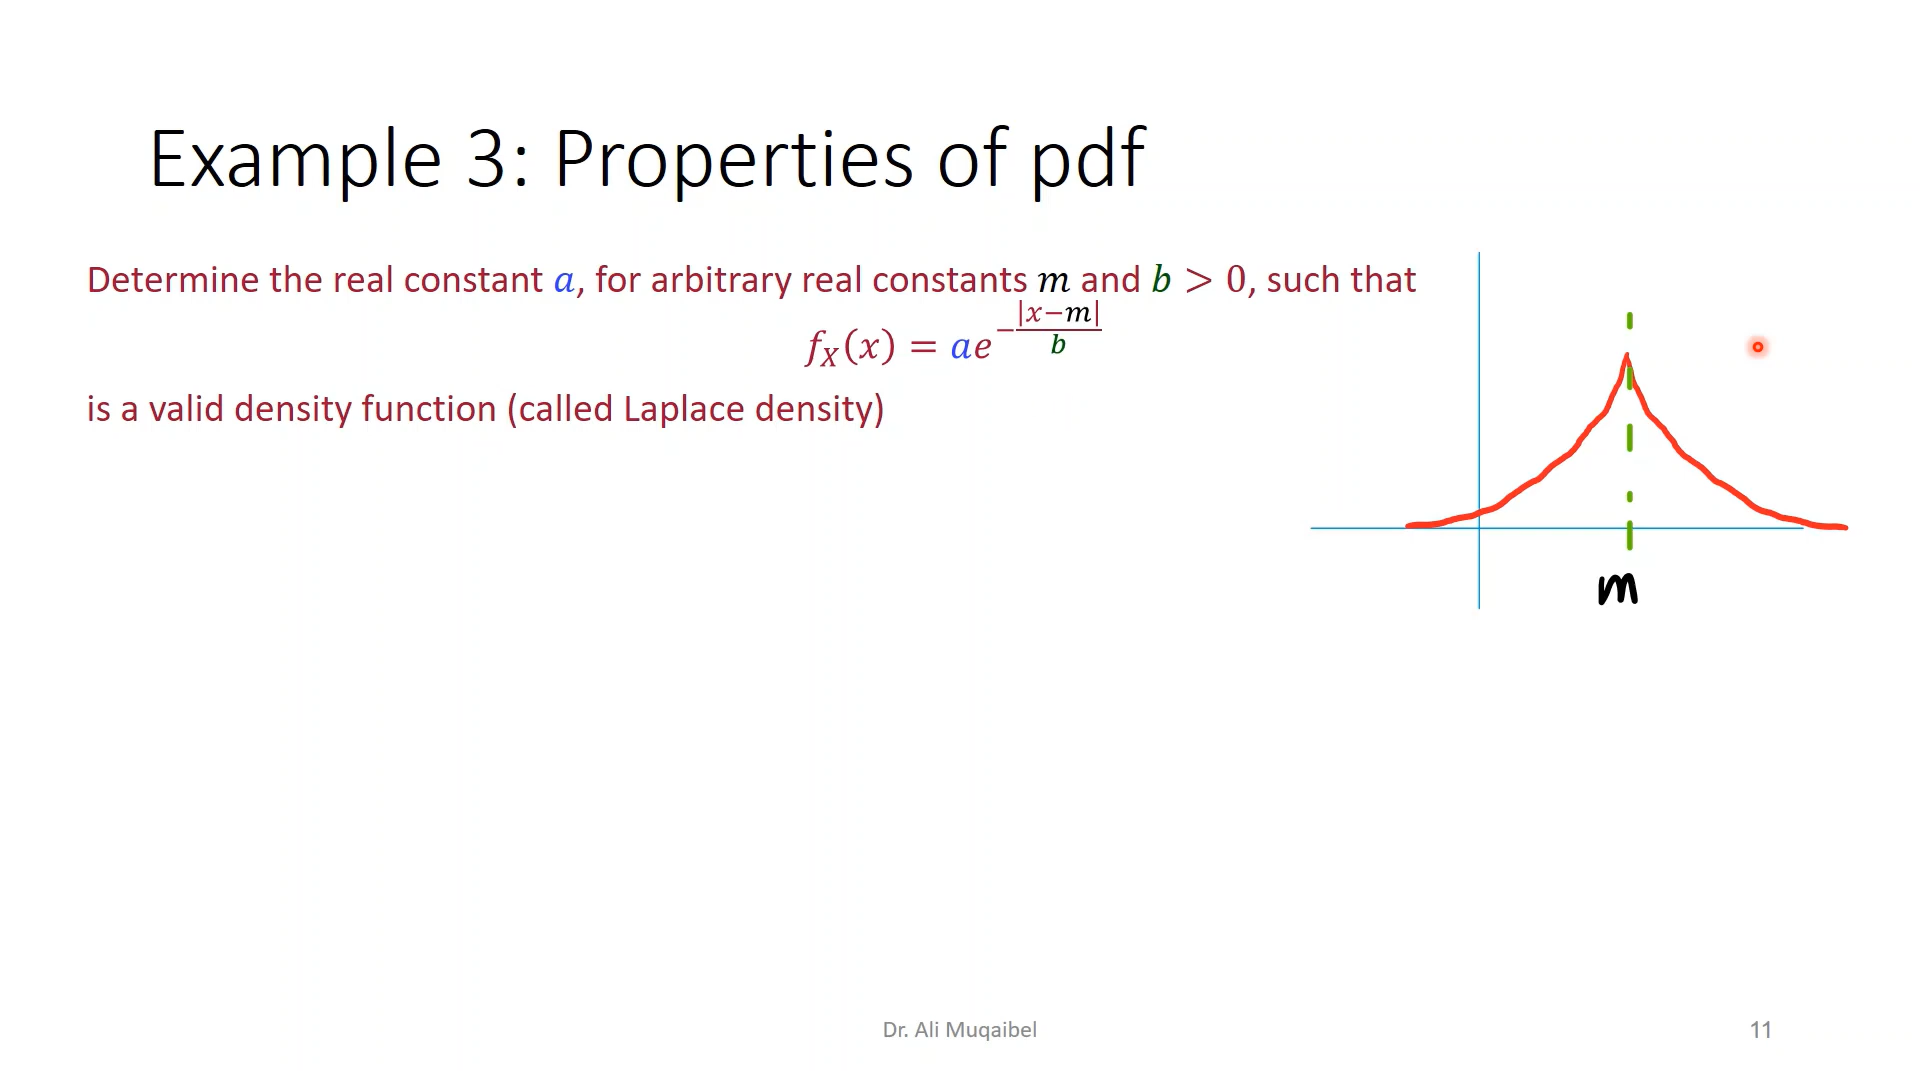 Example 3: Properties of pdf
Determine the real constant a, for arbitrary real constants m and b > 0, such that
f_X(x) = ae^{-\frac{|x-m|}{b}}
is a valid density function (called Laplace density)
m
Dr. Ali Muqaibel
11